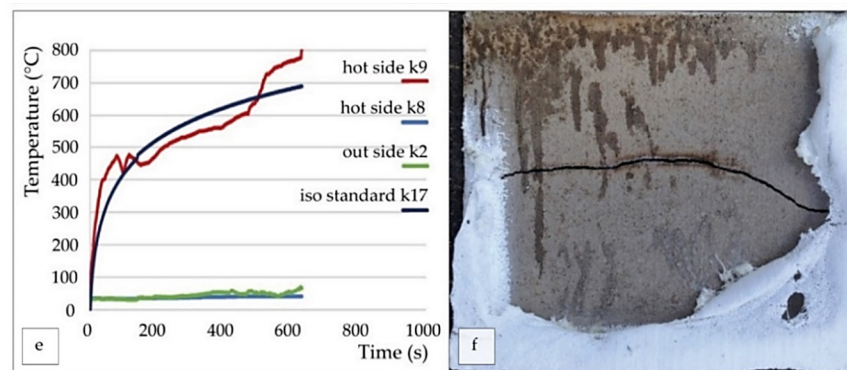 Temperature (°C)
800
700
600
500
400
300
200
100
0
hot side k9
hot side k8
out side k2
iso standard k17
0 200 400 600 800 1000
Time (s)
e
f